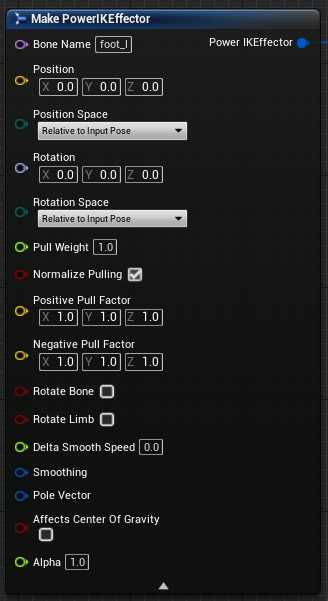 Make PowerIKEffector
Bone Name foot_l Power IKEffector
Position
X 0.0 Y 0.0 Z 0.0
Position Space
Relative to Input Pose
Rotation
X 0.0 Y 0.0 Z 0.0
Rotation Space
Relative to Input Pose
Pull Weight 1.0
Normalize Pulling
Positive Pull Factor
X 1.0 Y 1.0 Z 1.0
Negative Pull Factor
X 1.0 Y 1.0 Z 1.0
Rotate Bone
Rotate Limb
Delta Smooth Speed 0.0
Smoothing
Pole Vector
Affects Center Of Gravity
Alpha 1.0